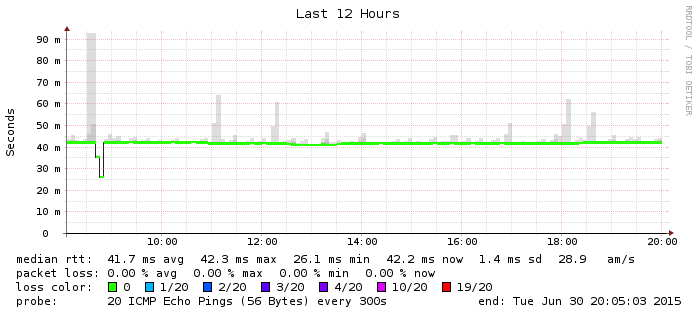 Last 12 Hours
RRDTOOL / TOBI OETIKER
Seconds
90 m
80 m
70 m
60 m
50 m
40 m
30 m
20 m
10 m
0
10:00 12:00 14:00 16:00 18:00 20:00
median rtt: 41.7 ms avg 42.3 ms max 26.1 ms min 42.2 ms now 1.4 ms sd 28.9 am/s
packet loss: 0.00 % avg 0.00 % max 0.00 % min 0.00 % now
loss color: 0 1/20 2/20 3/20 4/20 10/20 19/20
probe: 20 ICMP Echo Pings (56 Bytes) every 300s end: Tue Jun 30 20:05:03 2015